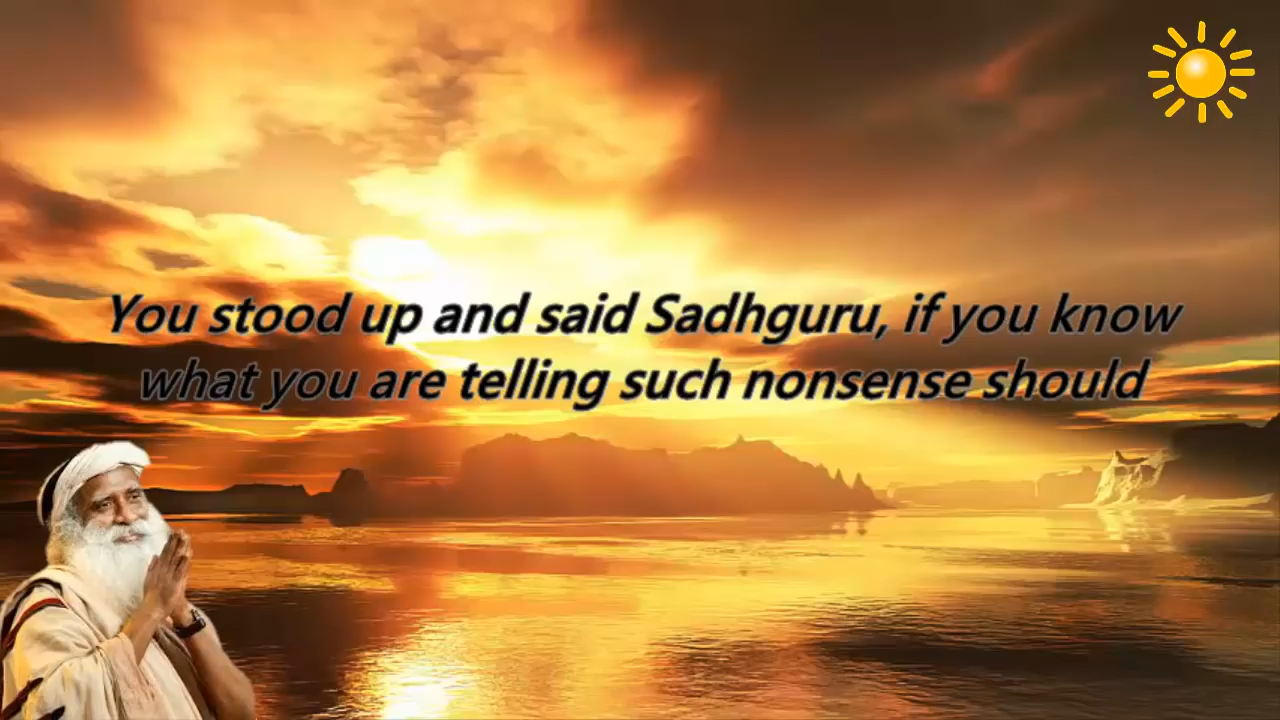 You stood up and said Sadhguru, if you know
what you are telling such nonsense should